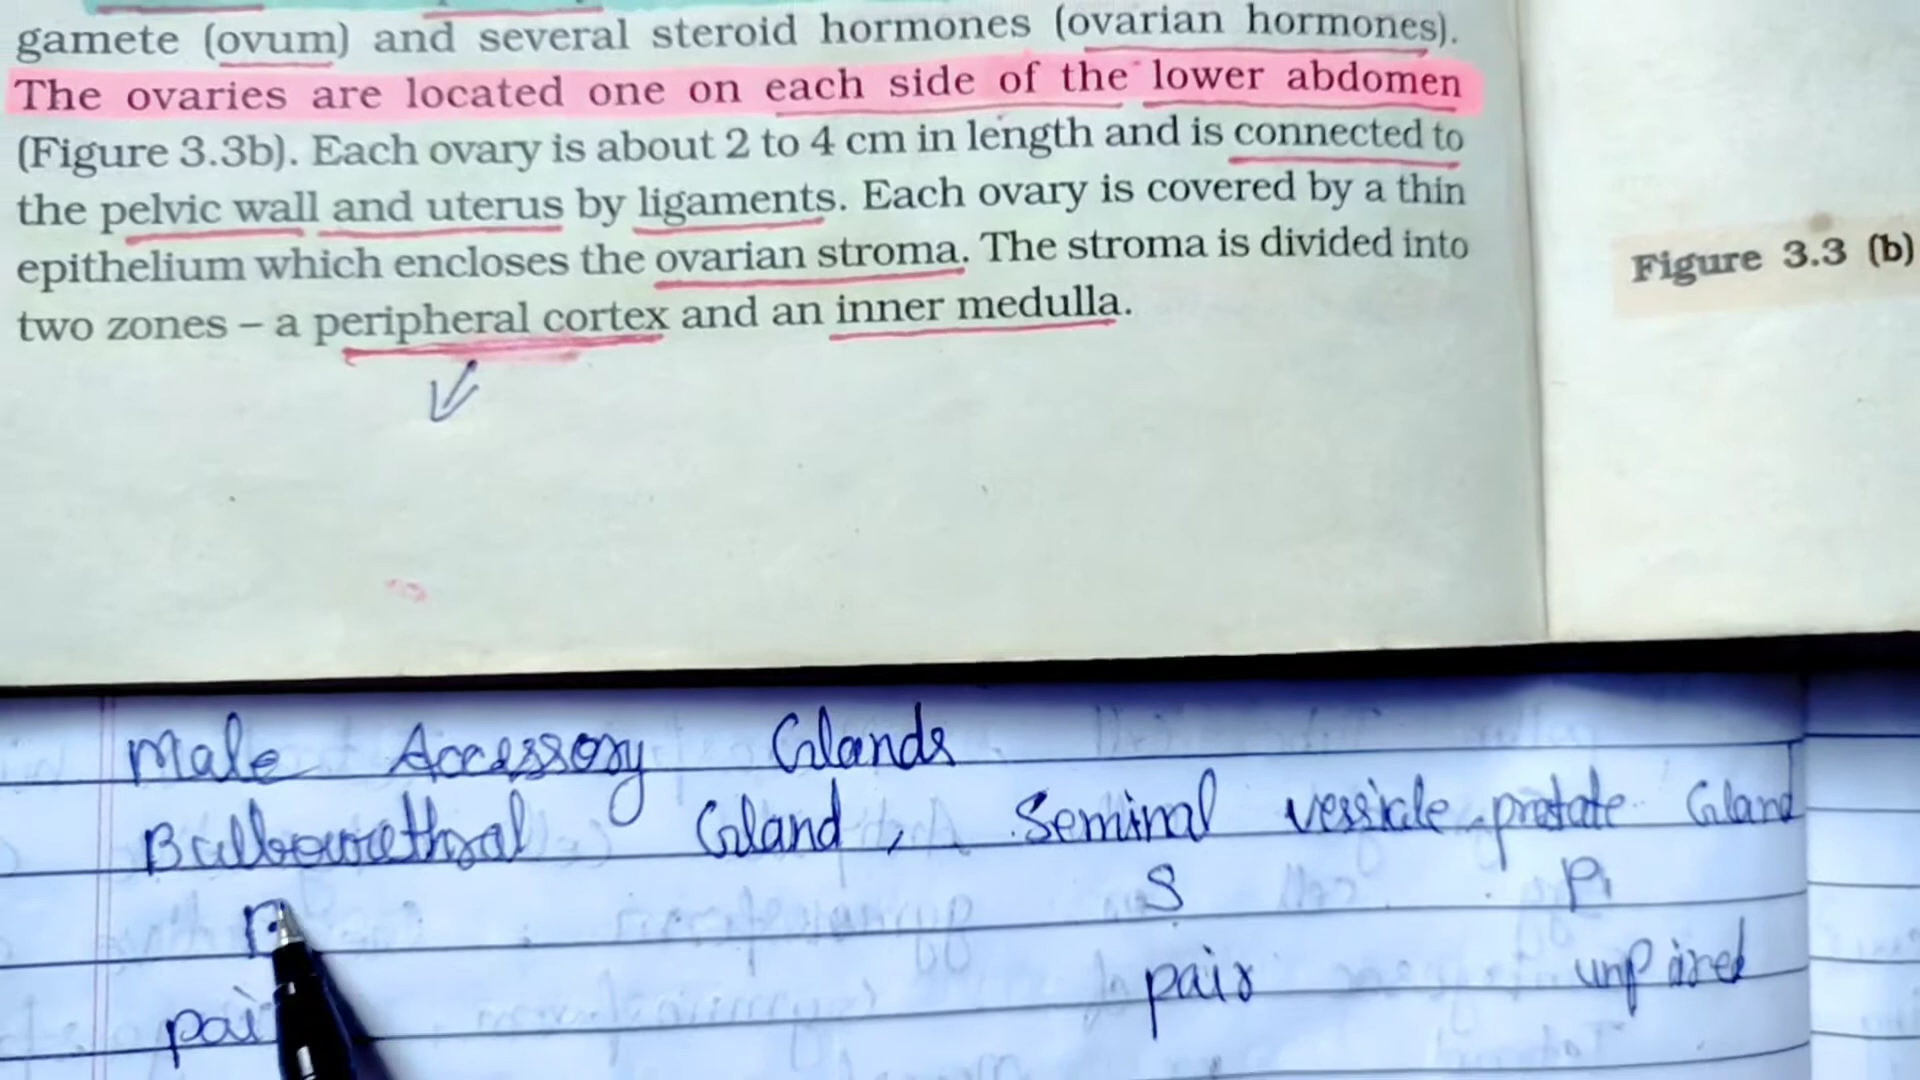 gamete (ovum) and several steroid hormones (ovarian hormones).
The ovaries are located one on each side of the lower abdomen
(Figure 3.3b). Each ovary is about 2 to 4 cm in length and is connected to
the pelvic wall and uterus by ligaments. Each ovary is covered by a thin
epithelium which encloses the ovarian stroma. The stroma is divided into
two zones – a peripheral cortex and an inner medulla.
Figure 3.3 (b)
Male Accessory Glands
Bulbourethral Gland, Seminal vessicle prostate Gland
S P
pair unpaired